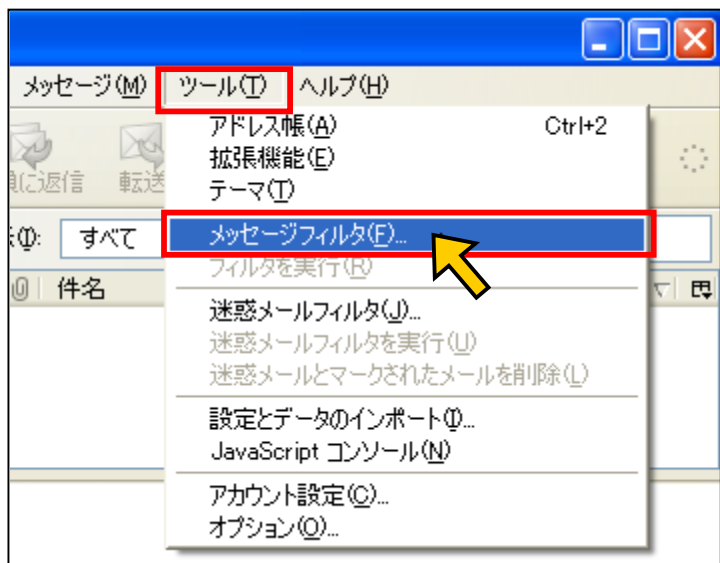 メッセージ(M) ツール(T) ヘルプ(H)
アドレス帳(A) Ctrl+2
拡張機能(E)
テーマ(T)
に返信 転送
(I): すべて
メッセージフィルタ(F)...
フィルタを実行(R)
件名
迷惑メールフィルタ(J)...
迷惑メールフィルタを実行(U)
迷惑メールとマークされたメールを削除(L)
設定とデータのインポート(I)...
JavaScript コンソール(N)
アカウント設定(C)...
オプション(O)...